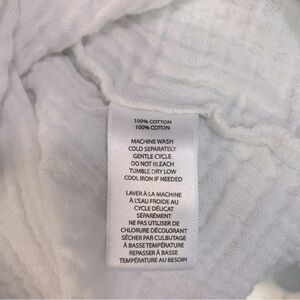 100% COTTON
100% COTON
MACHINE WASH
COLD SEPARATELY
GENTLE CYCLE
DO NOT BLEACH
TUMBLE DRY LOW
COOL IRON IF NEEDED
LAVER À LA MACHINE
À L'EAU FROIDE AU
CYCLE DÉLICAT
SÉPARÉMENT
NE PAS UTILISER DE
CHLORURE DÉCOLORANT
SÉCHER PAR CULBUTAGE
À BASSE TEMPÉRATURE
REPASSER À BASSE
TEMPÉRATURE AU BESOIN